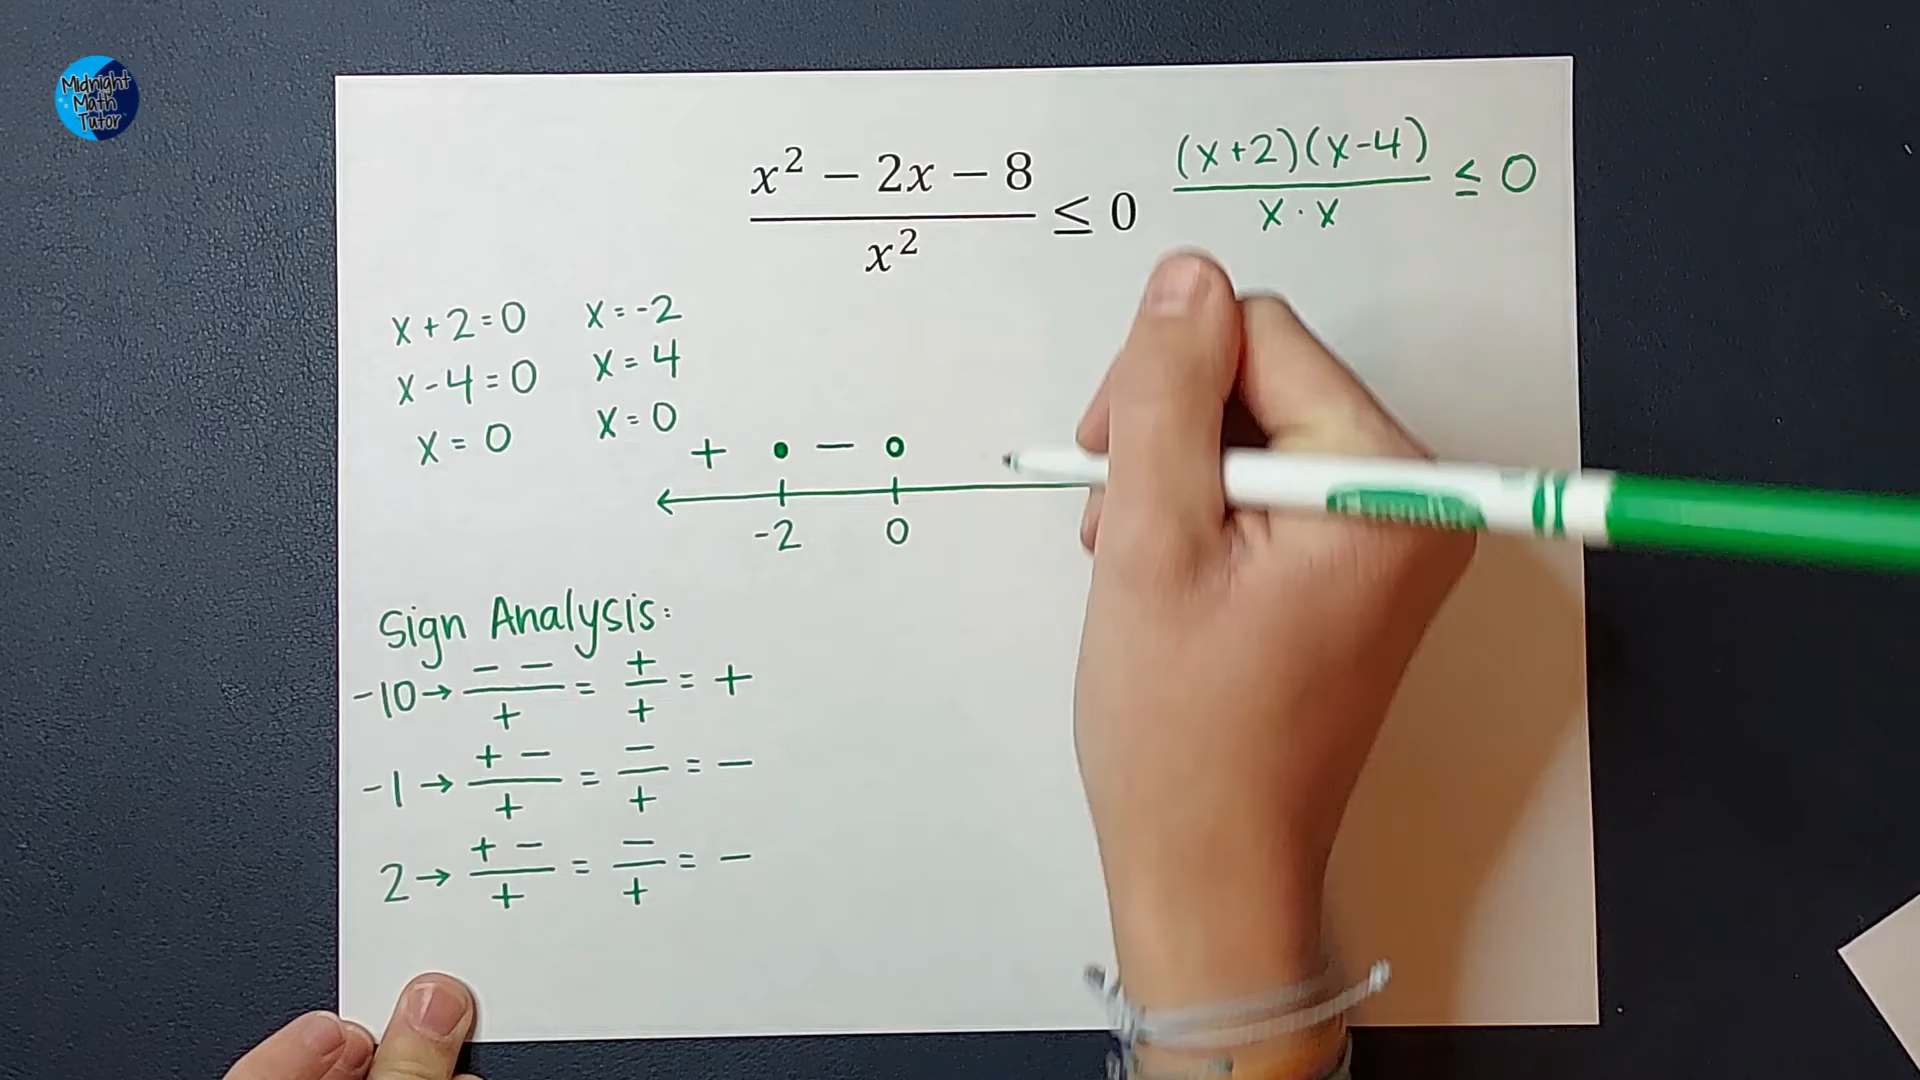 Midnight
Math
Tutor
x² − 2x − 8
x²
≤ 0
(x+2)(x-4)
x · x
≤ 0
x+2=0 x=-2
x-4=0 x=4
x=0 x=0
+ • − ∘
-2 0
Sign Analysis:
-10→ − −/+ = +/+ = +
-1→ + −/+ = −/+ = −
2→ + −/+ = −/+ = −